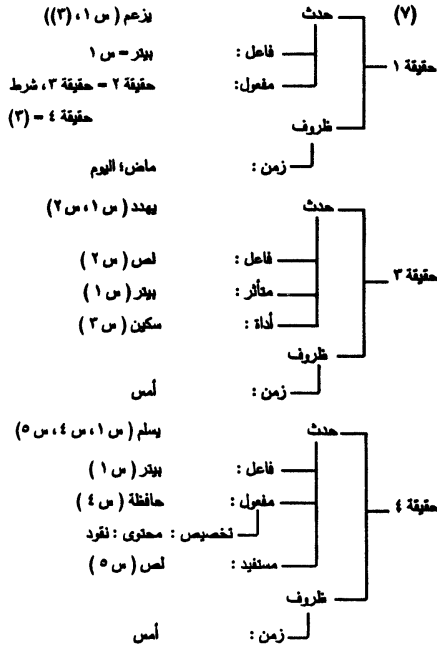 (٧) حدث يزعم ( س ١، (٣))
فاعل : بيتر = س ١
حقيقة ١
مفعول: حقيقة ٢ = حقيقة ٣، شرط
حقيقة ٤ = (٣)
ظروف
زمن : ماض؛ اليوم
حدث يهدد ( س ١، س ٢)
فاعل : لص ( س ٢ )
حقيقة ٣
متأثر : بيتر ( س ١ )
أداة : سكين ( س ٣ )
ظروف
زمن : أمس
حدث يسلم ( س ١، س ٤، س ٥)
فاعل : بيتر ( س ١ )
مفعول : حافظة ( س ٤ )
حقيقة ٤
تخصيص : محتوى : نقود
مستفيد : لص ( س ٥ )
ظروف
زمن : أمس